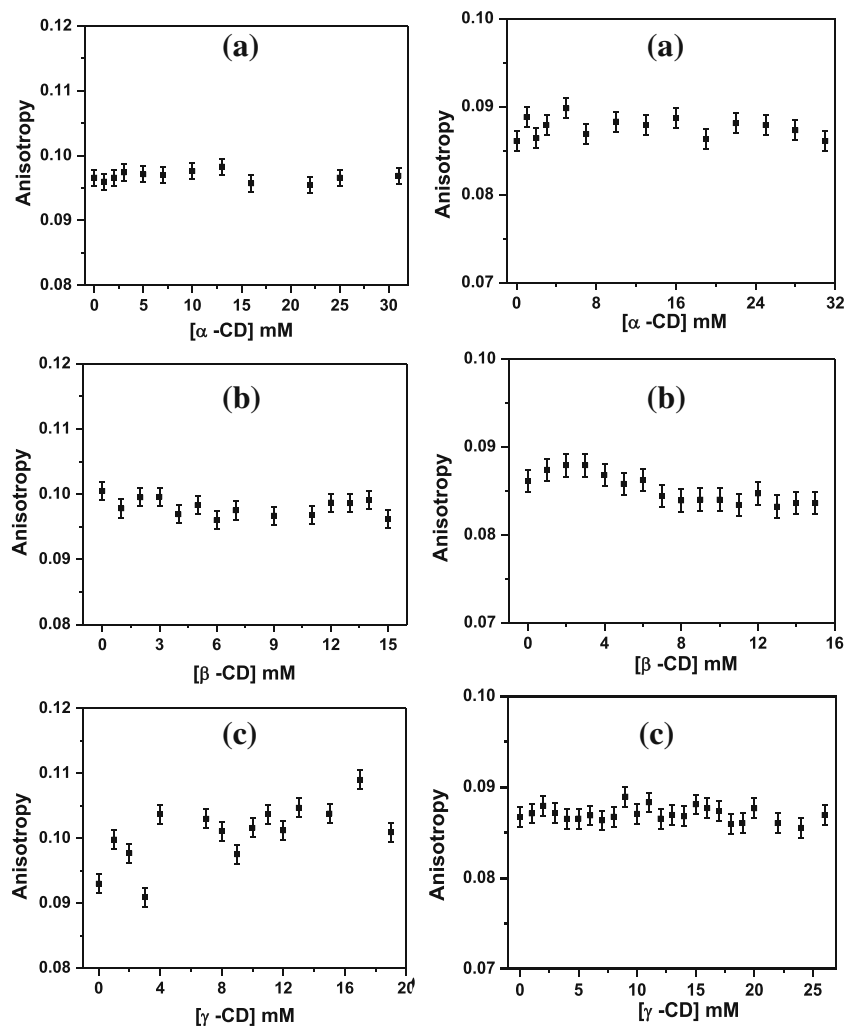 (a)
Anisotropy
0.12
0.11
0.10
0.09
0.08
0 5 10 15 20 25 30
[α -CD] mM
(a)
Anisotropy
0.10
0.09
0.08
0.07
0 8 16 24 32
[α -CD] mM
(b)
Anisotropy
0.12
0.11
0.10
0.09
0.08
0 3 6 9 12 15
[β -CD] mM
(b)
Anisotropy
0.10
0.09
0.08
0.07
0 4 8 12 16
[β -CD] mM
(c)
Anisotropy
0.12
0.11
0.10
0.09
0.08
0 4 8 12 16 20
[γ -CD] mM
(c)
Anisotropy
0.10
0.09
0.08
0.07
0 5 10 15 20 25
[γ -CD] mM